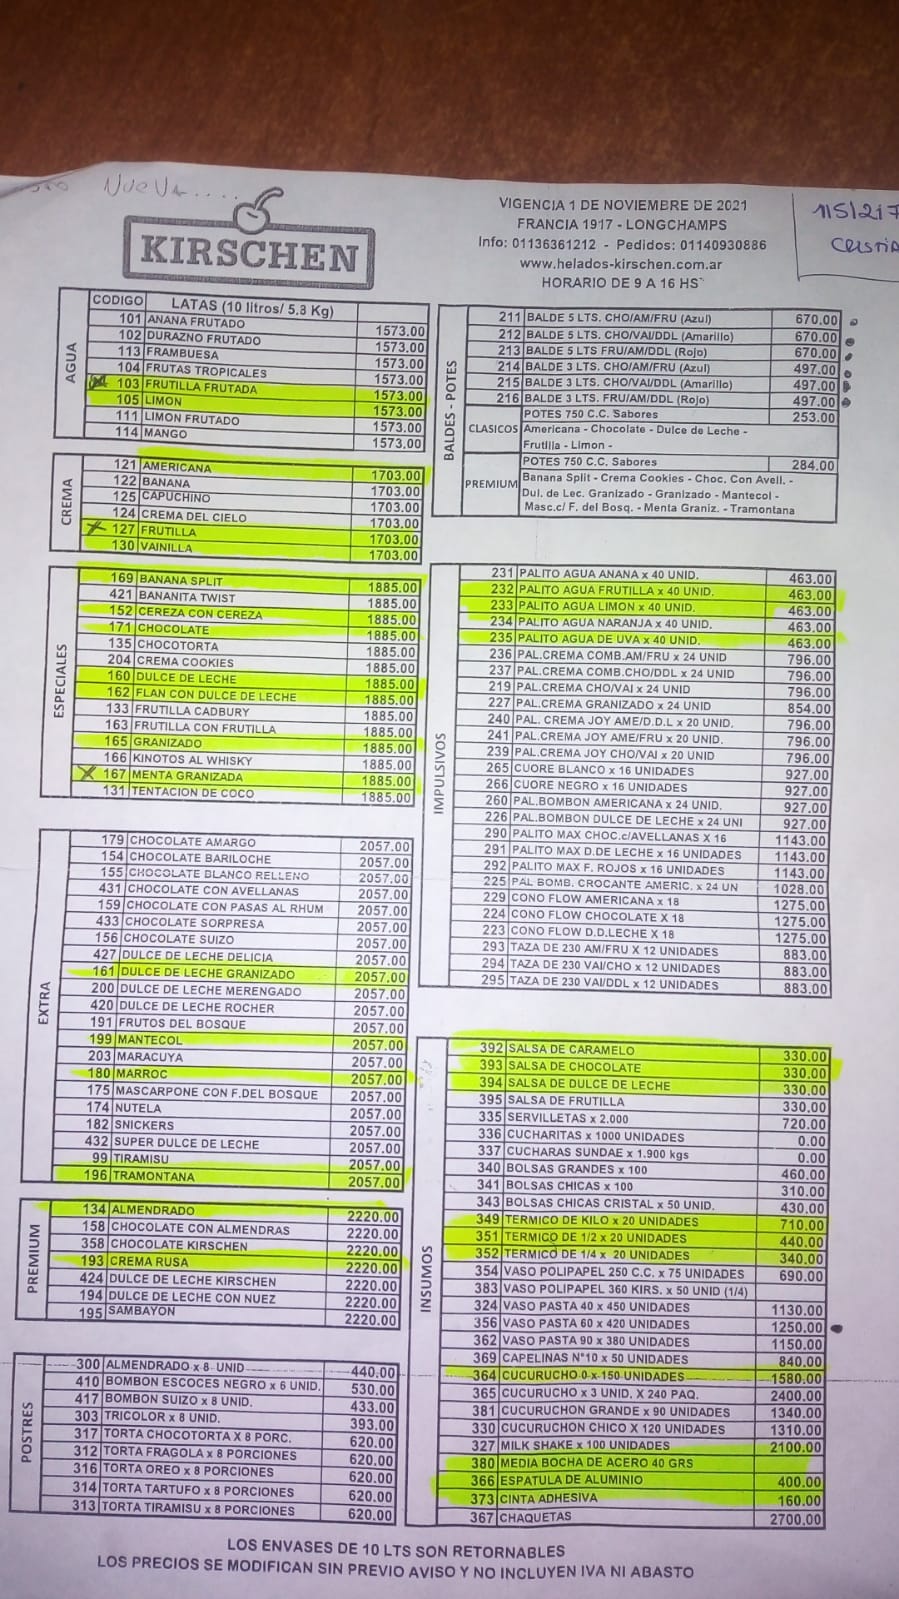 NUEVA.....
KIRSCHEN
VIGENCIA 1 DE NOVIEMBRE DE 2021
FRANCIA 1917 - LONGCHAMPS
Info: 01136361212 - Pedidos: 01140930886
www.helados-kirschen.com.ar
HORARIO DE 9 A 16 HS
115/217
CODIGO LATAS (10 litros/ 5.8 Kg)
AGUA
101 ANANA FRUTADO 1573.00
102 DURAZNO FRUTADO 1573.00
113 FRAMBUESA 1573.00
104 FRUTAS TROPICALES 1573.00
103 FRUTILLA FRUTADA 1573.00
105 LIMON 1573.00
111 LIMON FRUTADO 1573.00
114 MANGO 1573.00
CREMA
121 AMERICANA 1703.00
122 BANANA 1703.00
125 CAPUCHINO 1703.00
124 CREMA DEL CIELO 1703.00
127 FRUTILLA 1703.00
130 VAINILLA 1703.00
ESPECIALES
169 BANANA SPLIT 1885.00
421 BANANITA TWIST 1885.00
152 CEREZA CON CEREZA 1885.00
171 CHOCOLATE 1885.00
135 CHOCOTORTA 1885.00
204 CREMA COOKIES 1885.00
160 DULCE DE LECHE 1885.00
162 FLAN CON DULCE DE LECHE 1885.00
133 FRUTILLA CADBURY 1885.00
163 FRUTILLA CON FRUTILLA 1885.00
165 GRANIZADO 1885.00
166 KINOTOS AL WHISKY 1885.00
167 MENTA GRANIZADA 1885.00
131 TENTACION DE COCO 1885.00
EXTRA
179 CHOCOLATE AMARGO 2057.00
154 CHOCOLATE BARILOCHE 2057.00
155 CHOCOLATE BLANCO RELLENO 2057.00
431 CHOCOLATE CON AVELLANAS 2057.00
159 CHOCOLATE CON PASAS AL RHUM 2057.00
433 CHOCOLATE SORPRESA 2057.00
156 CHOCOLATE SUIZO 2057.00
427 DULCE DE LECHE DELICIA 2057.00
161 DULCE DE LECHE GRANIZADO 2057.00
200 DULCE DE LECHE MERENGADO 2057.00
420 DULCE DE LECHE ROCHER 2057.00
191 FRUTOS DEL BOSQUE 2057.00
199 MANTECOL 2057.00
203 MARACUYA 2057.00
180 MARROC 2057.00
175 MASCARPONE CON F.DEL BOSQUE 2057.00
174 NUTELA 2057.00
182 SNICKERS 2057.00
432 SUPER DULCE DE LECHE 2057.00
99 TIRAMISU 2057.00
196 TRAMONTANA 2057.00
PREMIUM
134 ALMENDRADO 2220.00
158 CHOCOLATE CON ALMENDRAS 2220.00
358 CHOCOLATE KIRSCHEN 2220.00
193 CREMA RUSA 2220.00
424 DULCE DE LECHE KIRSCHEN 2220.00
194 DULCE DE LECHE CON NUEZ 2220.00
195 SAMBAYON 2220.00
POSTRES
300 ALMENDRADO x 8 UNID 440.00
410 BOMBON ESCOCES NEGRO x 6 UNID. 530.00
417 BOMBON SUIZO x 8 UNID. 433.00
303 TRICOLOR x 8 UNID. 393.00
317 TORTA CHOCOTORTA X 8 PORC. 620.00
312 TORTA FRAGOLA x 8 PORCIONES 620.00
316 TORTA OREO x 8 PORCIONES 620.00
314 TORTA TARTUFO x 8 PORCIONES 620.00
313 TORTA TIRAMISU x 8 PORCIONES 620.00
BALDES - POTES
211 BALDE 5 LTS. CHO/AM/FRU (Azul) 670.00
212 BALDE 5 LTS. CHO/VAI/DDL (Amarillo) 670.00
213 BALDE 5 LTS FRU/AM/DDL (Rojo) 670.00
214 BALDE 3 LTS. CHO/AM/FRU (Azul) 497.00
215 BALDE 3 LTS. CHO/VAI/DDL (Amarillo) 497.00
216 BALDE 3 LTS. FRU/AM/DDL (Rojo) 497.00
CLASICOS
POTES 750 C.C. Sabores 253.00
Americana - Chocolate - Dulce de Leche -
Frutilla - Limon -
PREMIUM
POTES 750 C.C. Sabores 284.00
Banana Split - Crema Cookies - Choc. Con Avell. -
Dul. de Lec. Granizado - Granizado - Mantecol -
Masc.c/ F. del Bosq. - Menta Graniz. - Tramontana
IMPULSIVOS
231 PALITO AGUA ANANA x 40 UNID. 463.00
232 PALITO AGUA FRUTILLA x 40 UNID. 463.00
233 PALITO AGUA LIMON x 40 UNID. 463.00
234 PALITO AGUA NARANJA x 40 UNID. 463.00
235 PALITO AGUA DE UVA x 40 UNID. 463.00
236 PAL.CREMA COMB.AM/FRU x 24 UNID 796.00
237 PAL.CREMA COMB.CHO/DDL x 24 UNID 796.00
219 PAL.CREMA CHO/VAI x 24 UNID 796.00
227 PAL.CREMA GRANIZADO x 24 UNID 854.00
240 PAL. CREMA JOY AME/D.D.L x 20 UNID. 796.00
241 PAL.CREMA JOY AME/FRU x 20 UNID. 796.00
239 PAL.CREMA JOY CHO/VAI x 20 UNID 796.00
265 CUORE BLANCO x 16 UNIDADES 927.00
266 CUORE NEGRO x 16 UNIDADES 927.00
260 PAL.BOMBON AMERICANA x 24 UNID. 927.00
226 PAL.BOMBON DULCE DE LECHE x 24 UNI 927.00
290 PALITO MAX CHOC.c/AVELLANAS X 16 1143.00
291 PALITO MAX D.DE LECHE x 16 UNIDADES 1143.00
292 PALITO MAX F. ROJOS x 16 UNIDADES 1143.00
225 PAL BOMB. CROCANTE AMERIC. x 24 UN 1028.00
229 CONO FLOW AMERICANA x 18 1275.00
224 CONO FLOW CHOCOLATE X 18 1275.00
223 CONO FLOW D.D.LECHE X 18 1275.00
293 TAZA DE 230 AM/FRU X 12 UNIDADES 883.00
294 TAZA DE 230 VAI/CHO x 12 UNIDADES 883.00
295 TAZA DE 230 VAI/DDL x 12 UNIDADES 883.00
INSUMOS
392 SALSA DE CARAMELO 330.00
393 SALSA DE CHOCOLATE 330.00
394 SALSA DE DULCE DE LECHE 330.00
395 SALSA DE FRUTILLA 330.00
335 SERVILLETAS x 2.000 720.00
336 CUCHARITAS x 1000 UNIDADES 0.00
337 CUCHARAS SUNDAE x 1.900 kgs 0.00
340 BOLSAS GRANDES x 100 460.00
341 BOLSAS CHICAS x 100 310.00
343 BOLSAS CHICAS CRISTAL x 50 UNID. 430.00
349 TERMICO DE KILO x 20 UNIDADES 710.00
351 TERMICO DE 1/2 x 20 UNIDADES 440.00
352 TERMICO DE 1/4 x 20 UNIDADES 340.00
354 VASO POLIPAPEL 250 C.C. x 75 UNIDADES 690.00
383 VASO POLIPAPEL 360 KIRS. x 50 UNID (1/4)
324 VASO PASTA 40 x 450 UNIDADES 1130.00
356 VASO PASTA 60 x 420 UNIDADES 1250.00
362 VASO PASTA 90 x 380 UNIDADES 1150.00
369 CAPELINAS N°10 x 50 UNIDADES 840.00
364 CUCURUCHO 0 x 150 UNIDADES 1580.00
365 CUCURUCHO x 3 UNID. X 240 PAQ. 2400.00
381 CUCURUCHON GRANDE x 90 UNIDADES 1340.00
330 CUCURUCHON CHICO X 120 UNIDADES 1310.00
327 MILK SHAKE x 100 UNIDADES 2100.00
380 MEDIA BOCHA DE ACERO 40 GRS
366 ESPATULA DE ALUMINIO 400.00
373 CINTA ADHESIVA 160.00
367 CHAQUETAS 2700.00
LOS ENVASES DE 10 LTS SON RETORNABLES
LOS PRECIOS SE MODIFICAN SIN PREVIO AVISO Y NO INCLUYEN IVA NI ABASTO